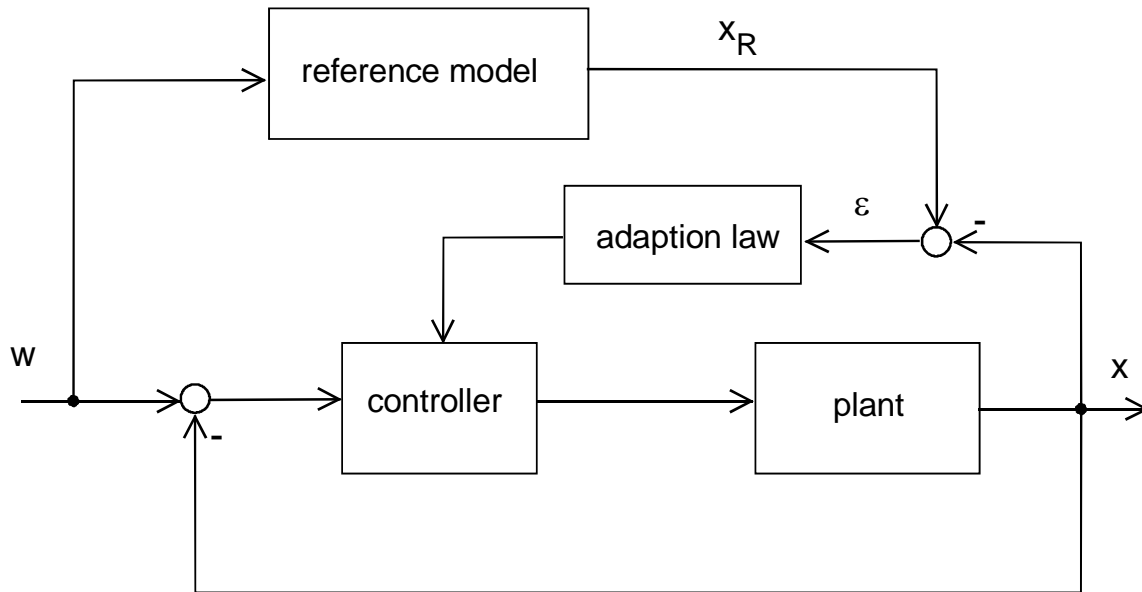 x_R
reference model
ε
-
adaption law
w
x
controller
plant
-